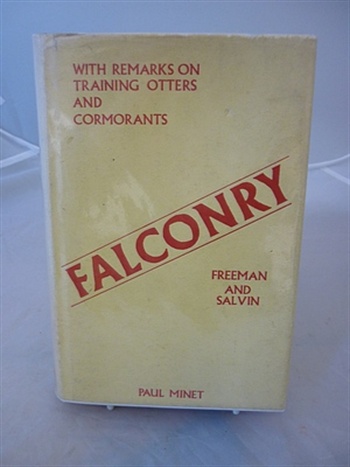 WITH REMARKS ON
TRAINING OTTERS
AND
CORMORANTS
FALCONRY
FREEMAN
AND
SALVIN
PAUL MINET